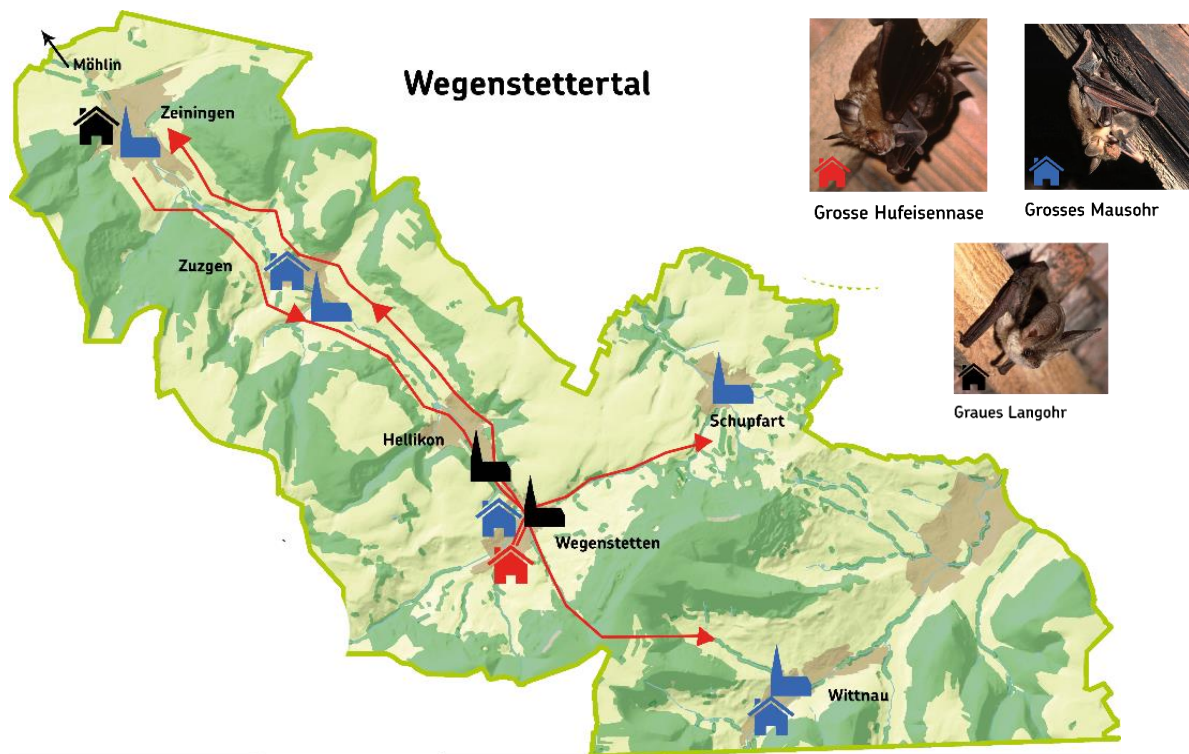 Wegenstettertal
Möhlin
Zeiningen
Zuzgen
Hellikon
Wegenstetten
Schupfart
Wittnau
Grosse Hufeisennase
Grosses Mausohr
Graues Langohr